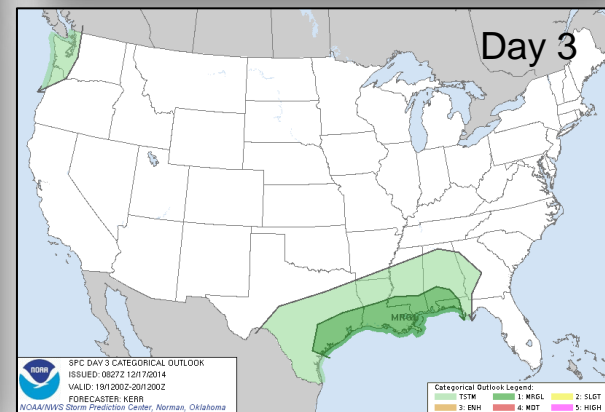 Day 3
MRGL
NOAA
SPC DAY 3 CATEGORICAL OUTLOOK
ISSUED: 0827Z 12/17/2014
VALID: 19/1200Z-20/1200Z
FORECASTER: KERR
NOAA/NWS Storm Prediction Center, Norman, Oklahoma
Categorical Outlook Legend:
TSTM 1: MRGL 2: SLGT
3: ENH 4: MDT 5: HIGH